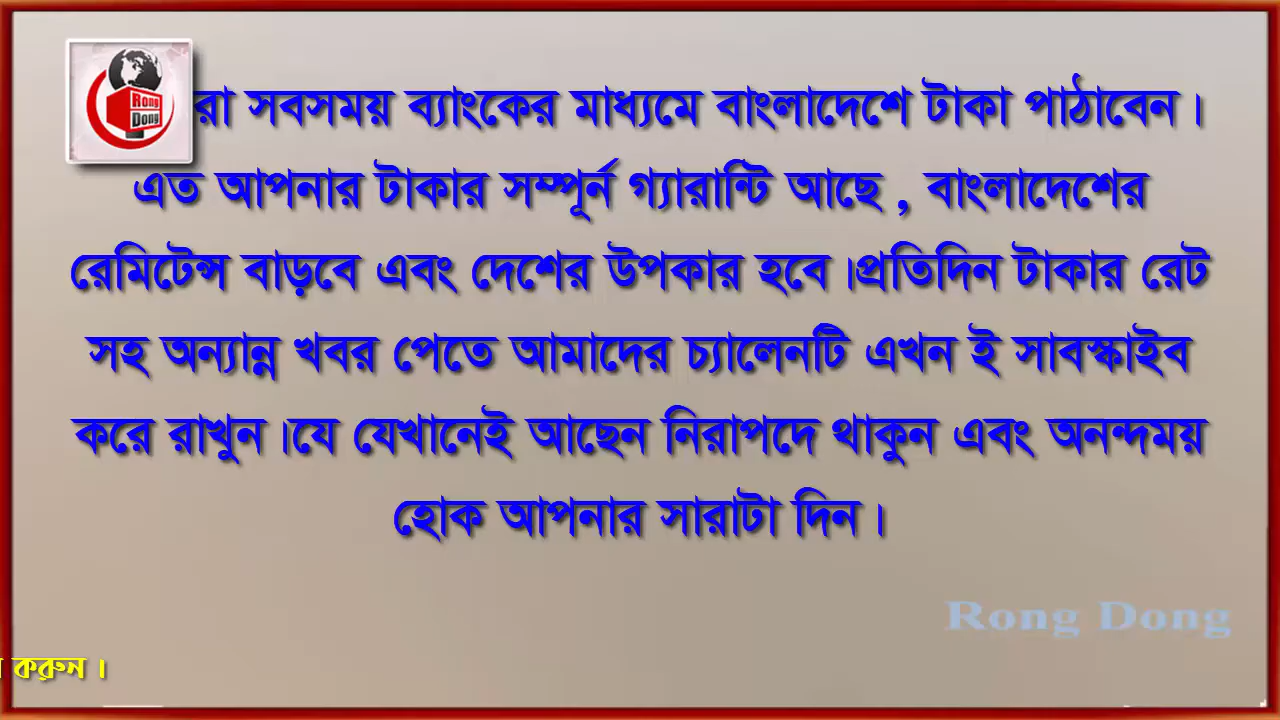 Rong
Dong
রা সবসময় ব্যাংকের মাধ্যমে বাংলাদেশে টাকা পাঠাবেন।
এত আপনার টাকার সম্পূর্ন গ্যারান্টি আছে , বাংলাদেশের
রেমিটেন্স বাড়বে এবং দেশের উপকার হবে।প্রতিদিন টাকার রেট
সহ অন্যান্ন খবর পেতে আমাদের চ্যালেনটি এখন ই সাবস্কাইব
করে রাখুন।যে যেখানেই আছেন নিরাপদে থাকুন এবং অনন্দময়
হোক আপনার সারাটা দিন।
Rong Dong
করুন।